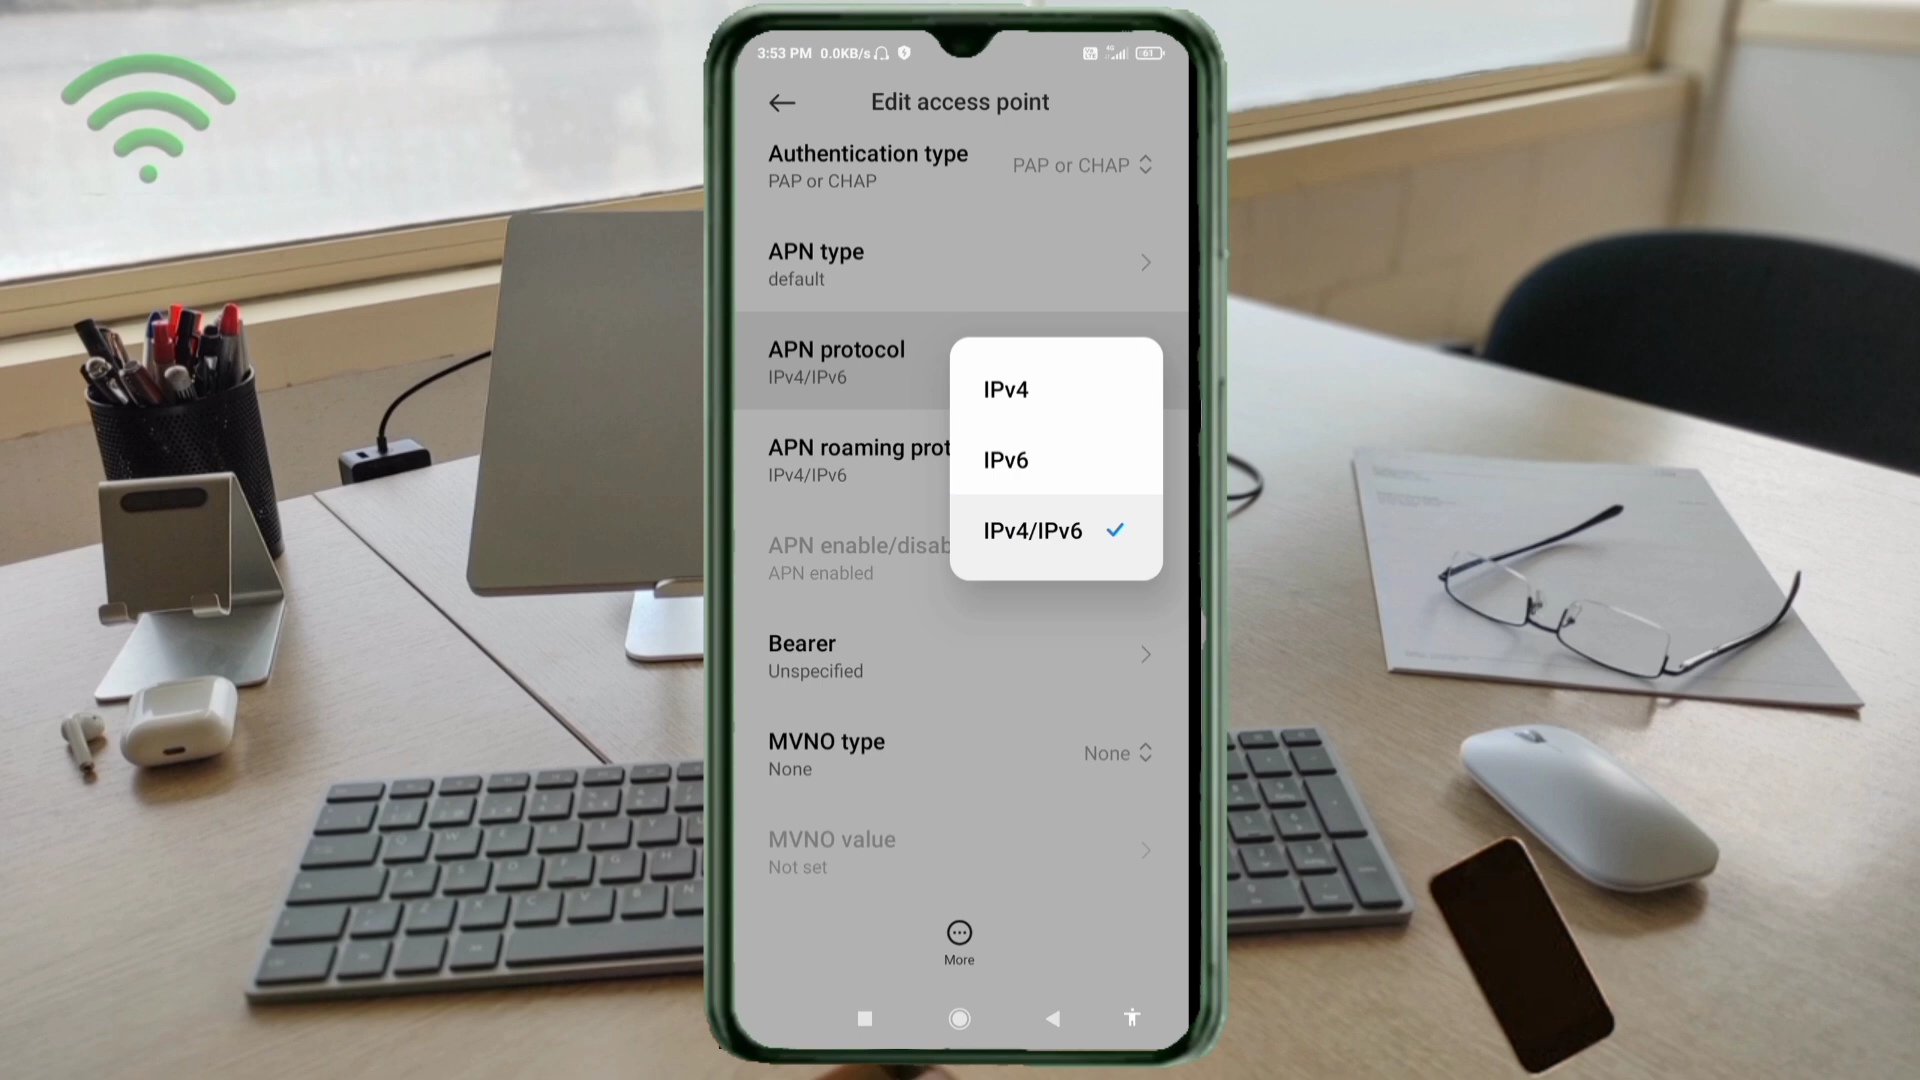 3:53 PM 0.0KB/s 4G 61
Edit access point
Authentication type
PAP or CHAP
PAP or CHAP
APN type
default
APN protocol
IPv4/IPv6
IPv4
IPv6
IPv4/IPv6
APN roaming prot
IPv4/IPv6
APN enable/disab
APN enabled
Bearer
Unspecified
MVNO type
None
None
MVNO value
Not set
More